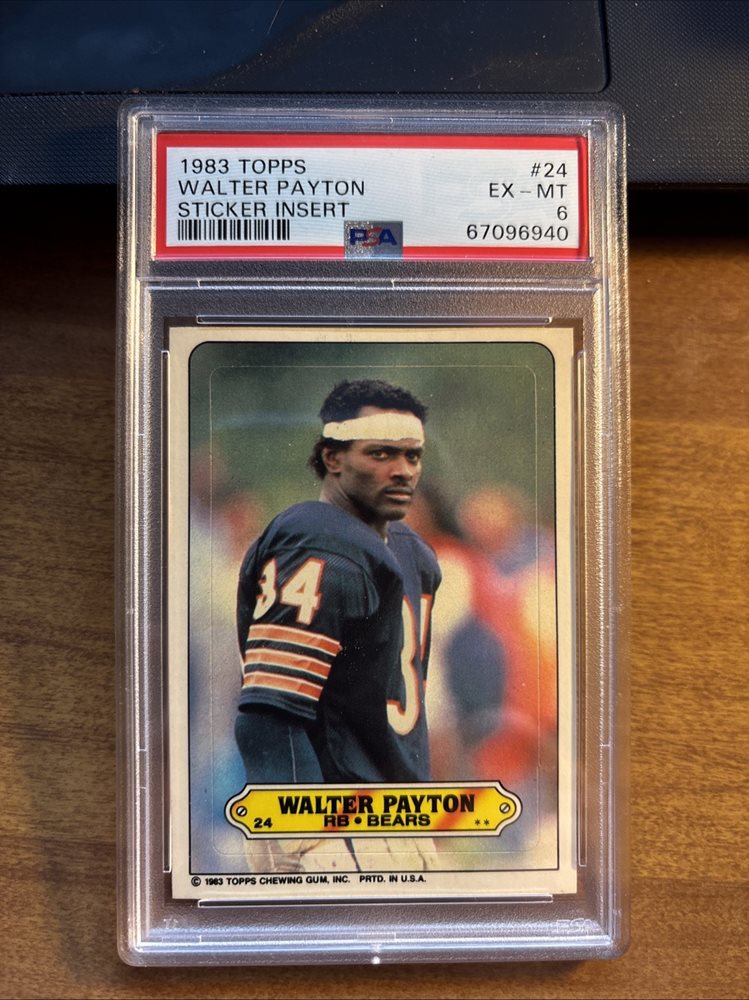 1983 TOPPS #24
WALTER PAYTON EX - MT
STICKER INSERT 6
PSA 67096940
34
3
WALTER PAYTON
24 RB • BEARS **
© 1983 TOPPS CHEWING GUM, INC. PRTD. IN U.S.A.